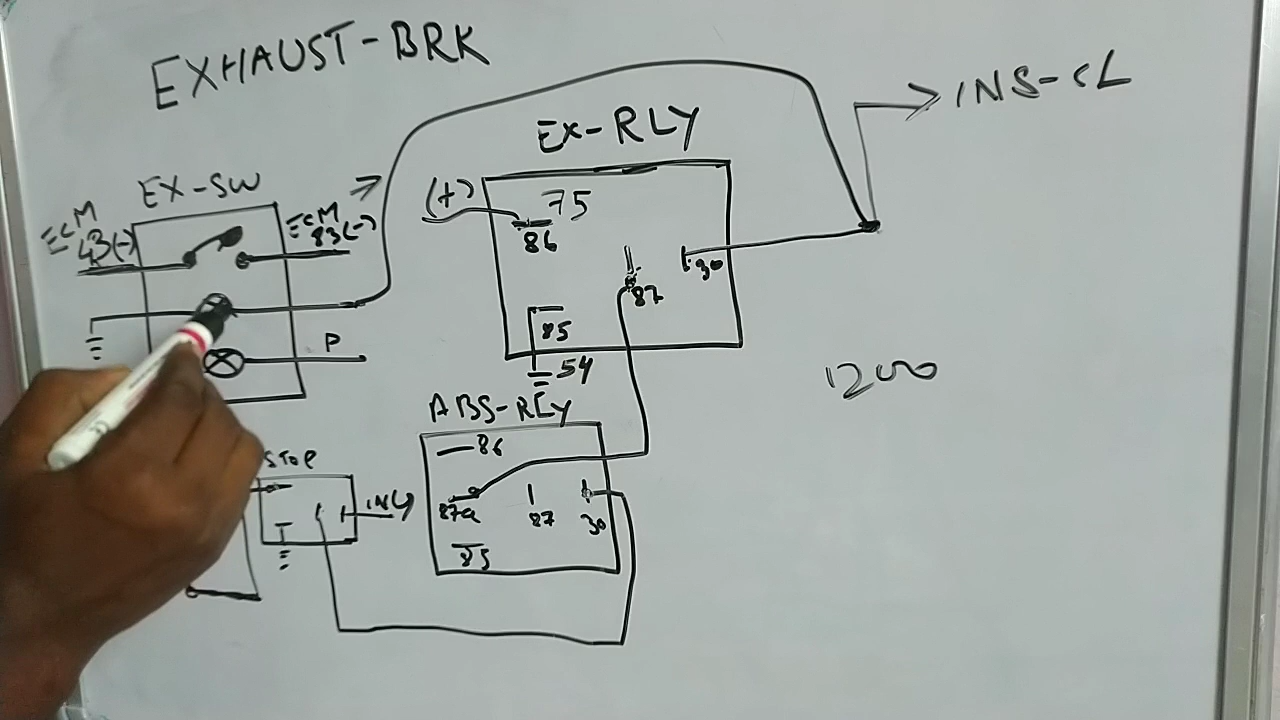 EXHAUST-BRK
INS-CL
EX-RLY
EX-SW
(+)
75
ECM
43(-)
ECM
83(-)
86
30
87
85
54
P
1200
ABS-RLY
86
STOP
87a
87
30
85